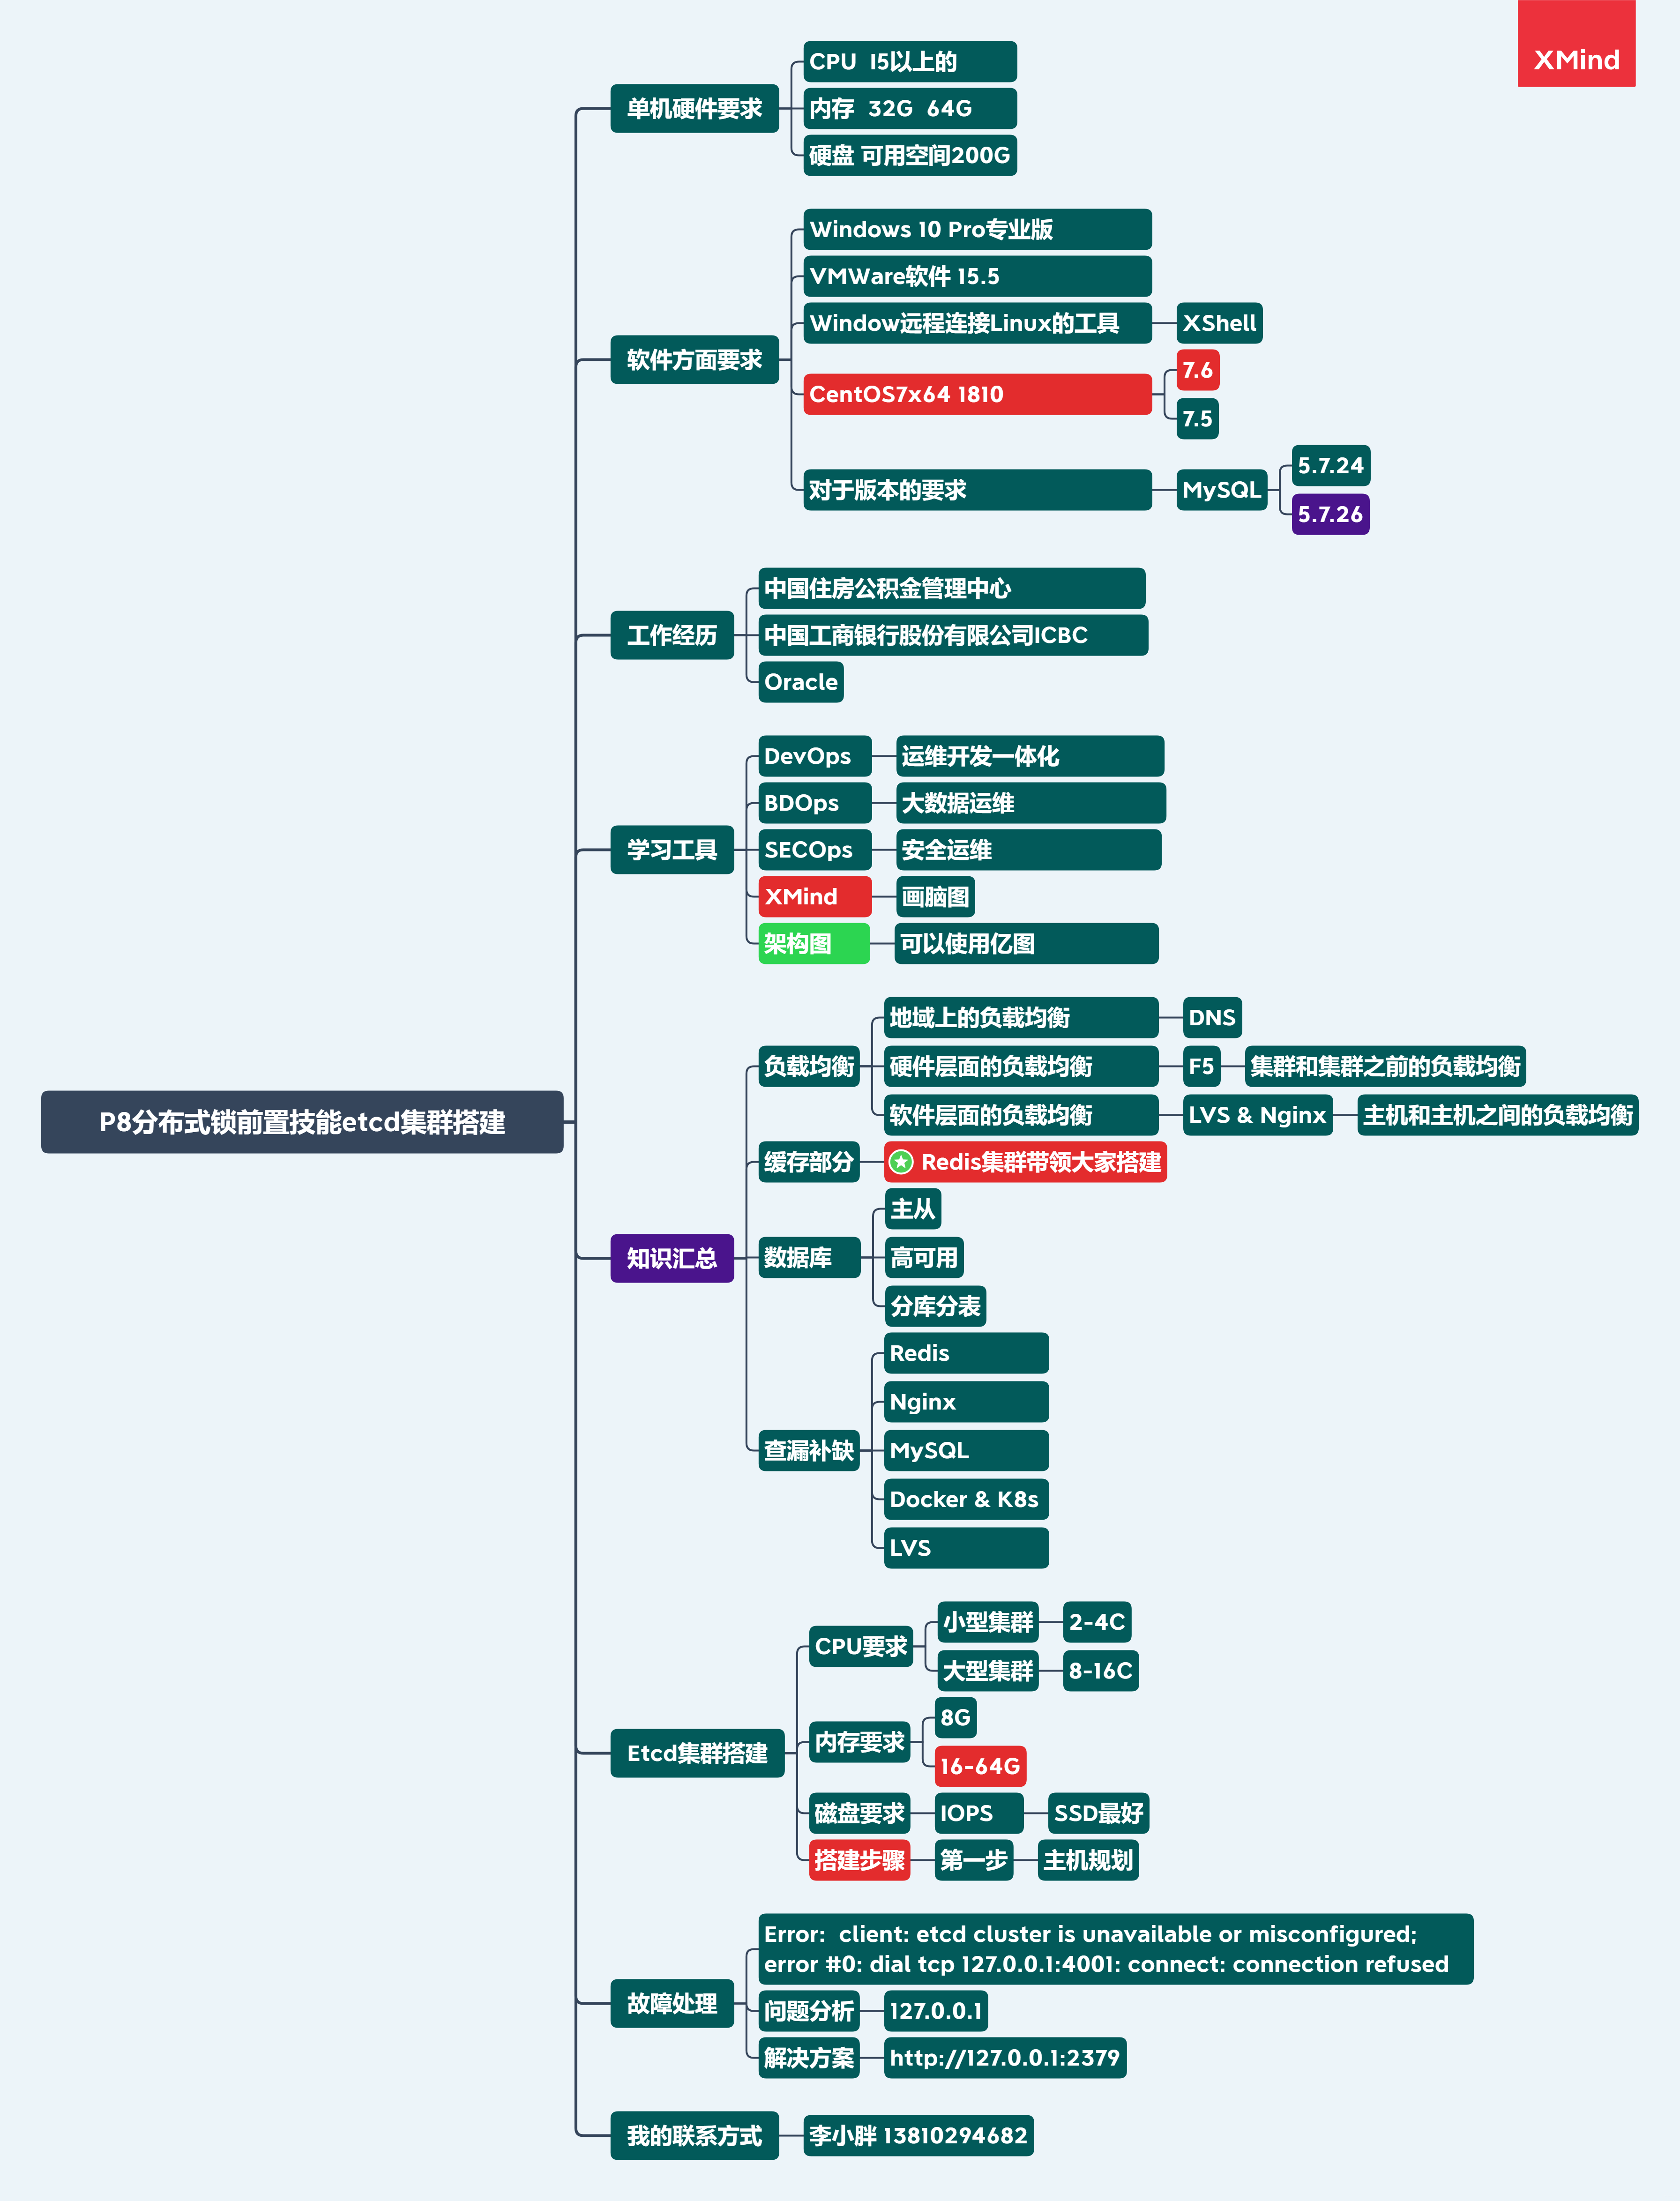 XMind
P8分布式锁前置技能etcd集群搭建
单机硬件要求
CPU  I5以上的
内存  32G  64G
硬盘 可用空间200G
软件方面要求
Windows 10 Pro专业版
VMWare软件 15.5
Window远程连接Linux的工具
XShell
CentOS7x64 1810
7.6
7.5
对于版本的要求
MySQL
5.7.24
5.7.26
工作经历
中国住房公积金管理中心
中国工商银行股份有限公司ICBC
Oracle
学习工具
DevOps
运维开发一体化
BDOps
大数据运维
SECOps
安全运维
XMind
画脑图
架构图
可以使用亿图
知识汇总
负载均衡
地域上的负载均衡
DNS
硬件层面的负载均衡
F5
集群和集群之前的负载均衡
软件层面的负载均衡
LVS & Nginx
主机和主机之间的负载均衡
缓存部分
Redis集群带领大家搭建
数据库
主从
高可用
分库分表
查漏补缺
Redis
Nginx
MySQL
Docker & K8s
LVS
Etcd集群搭建
CPU要求
小型集群
2-4C
大型集群
8-16C
内存要求
8G
16-64G
磁盘要求
IOPS
SSD最好
搭建步骤
第一步
主机规划
故障处理
Error:  client: etcd cluster is unavailable or misconfigured;
error #0: dial tcp 127.0.0.1:4001: connect: connection refused
问题分析
127.0.0.1
解决方案
http://127.0.0.1:2379
我的联系方式
李小胖 13810294682